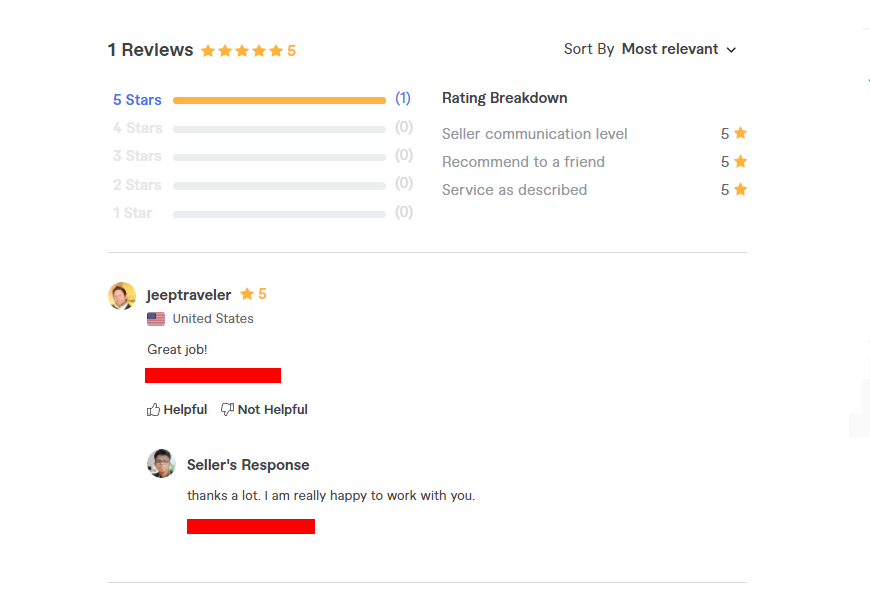 1 Reviews 5
Sort By Most relevant
5 Stars (1)
4 Stars (0)
3 Stars (0)
2 Stars (0)
1 Star (0)
Rating Breakdown
Seller communication level 5
Recommend to a friend 5
Service as described 5
jeeptraveler 5
United States
Great job!
Helpful Not Helpful
Seller's Response
thanks a lot. I am really happy to work with you.